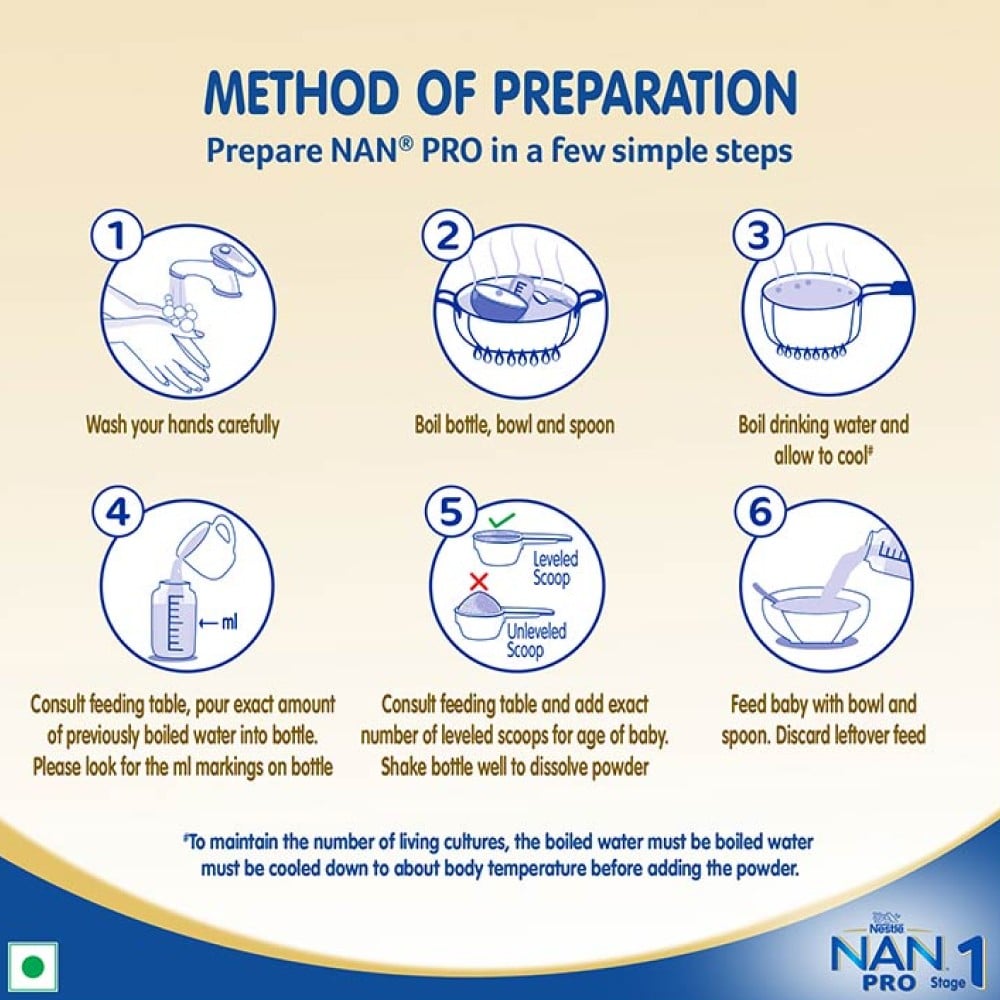 METHOD OF PREPARATION
Prepare NAN® PRO in a few simple steps
1
Wash your hands carefully
2
E
Boil bottle, bowl and spoon
3
Boil drinking water and
allow to cool#
4
ml
Consult feeding table, pour exact amount
of previously boiled water into bottle.
Please look for the ml markings on bottle
5
Leveled
Scoop
Unleveled
Scoop
Consult feeding table and add exact
number of leveled scoops for age of baby.
Shake bottle well to dissolve powder
6
Feed baby with bowl and
spoon. Discard leftover feed
#To maintain the number of living cultures, the boiled water must be boiled water
must be cooled down to about body temperature before adding the powder.
Nestlé
NAN. 1
PRO Stage